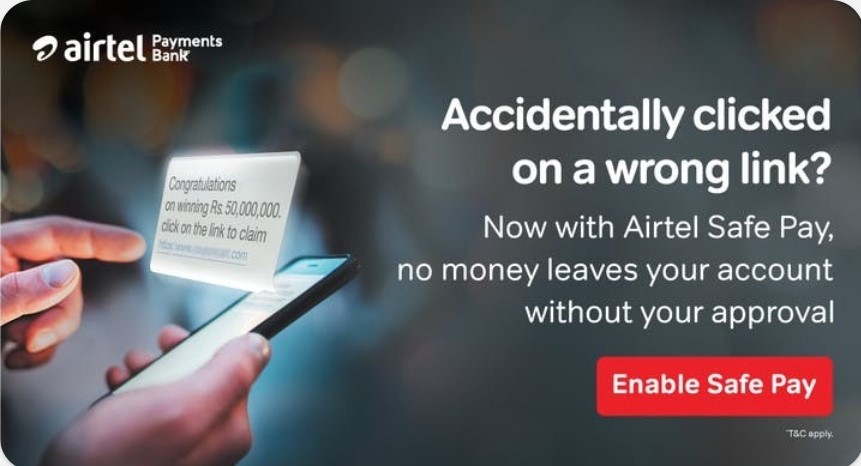 airtel Payments Bank
Accidentally clicked
on a wrong link?
Congratulations
on winning Rs. 50,000,000.
click on the link to claim
Now with Airtel Safe Pay,
no money leaves your account
without your approval
Enable Safe Pay
*T&C apply.